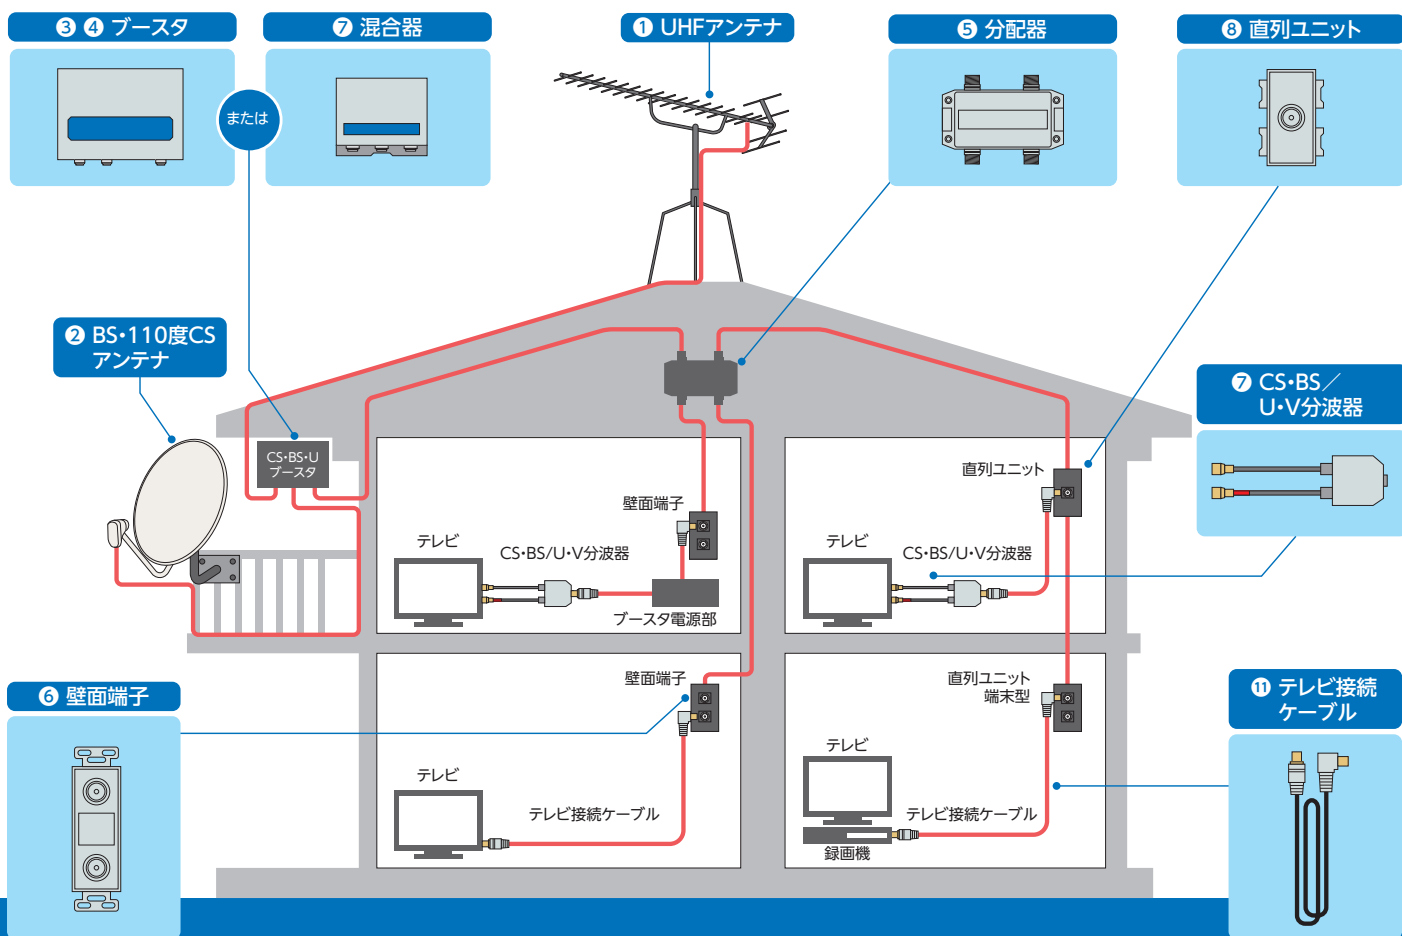 ❸ ❹ ブースタ
または
❼ 混合器
❶ UHFアンテナ
❺ 分配器
❽ 直列ユニット
❷ BS・110度CS
アンテナ
CS・BS・U
ブースタ
❼ CS・BS／
U・V分波器
壁面端子
テレビ
CS・BS/U・V分波器
ブースタ電源部
直列ユニット
テレビ
CS・BS/U・V分波器
❻ 壁面端子
壁面端子
テレビ
テレビ接続ケーブル
直列ユニット
端末型
テレビ
テレビ接続ケーブル
録画機
⓫ テレビ接続
ケーブル